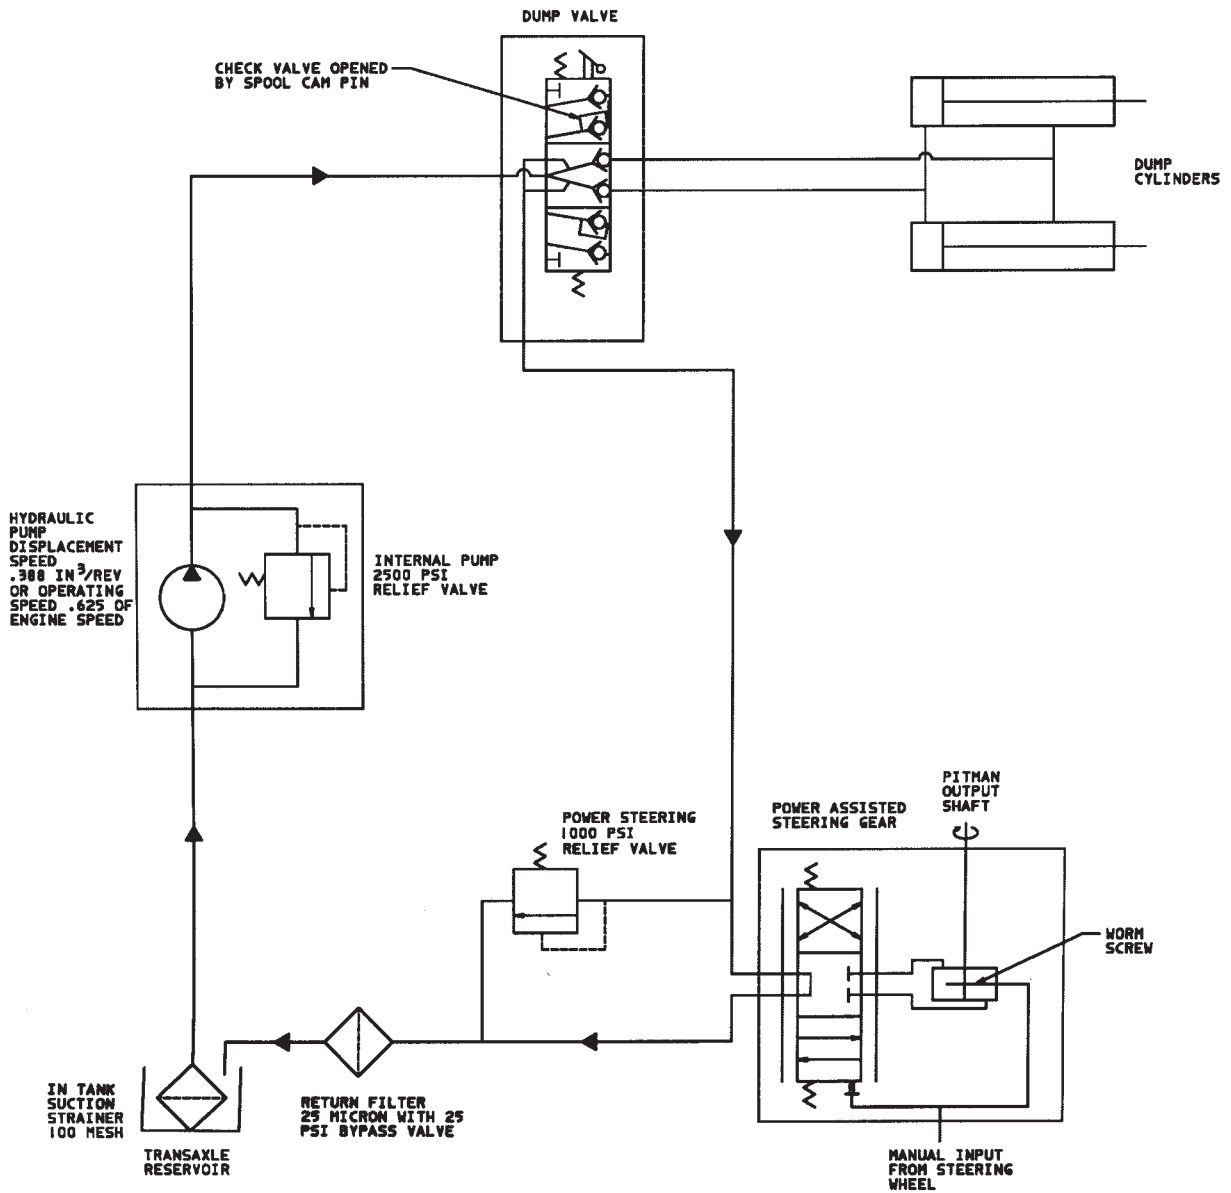 DUMP VALVE
CHECK VALVE OPENED
BY SPOOL CAM PIN
DUMP
CYLINDERS
HYDRAULIC
PUMP
DISPLACEMENT
SPEED
.388 IN³/REV
OR OPERATING
SPEED .625 OF
ENGINE SPEED
INTERNAL PUMP
2500 PSI
RELIEF VALVE
PITMAN
OUTPUT
SHAFT
POWER STEERING
1000 PSI
RELIEF VALVE
POWER ASSISTED
STEERING GEAR
WORM
SCREW
IN TANK
SUCTION
STRAINER
100 MESH
RETURN FILTER
25 MICRON WITH 25
PSI BYPASS VALVE
TRANSAXLE
RESERVOIR
MANUAL INPUT
FROM STEERING
WHEEL